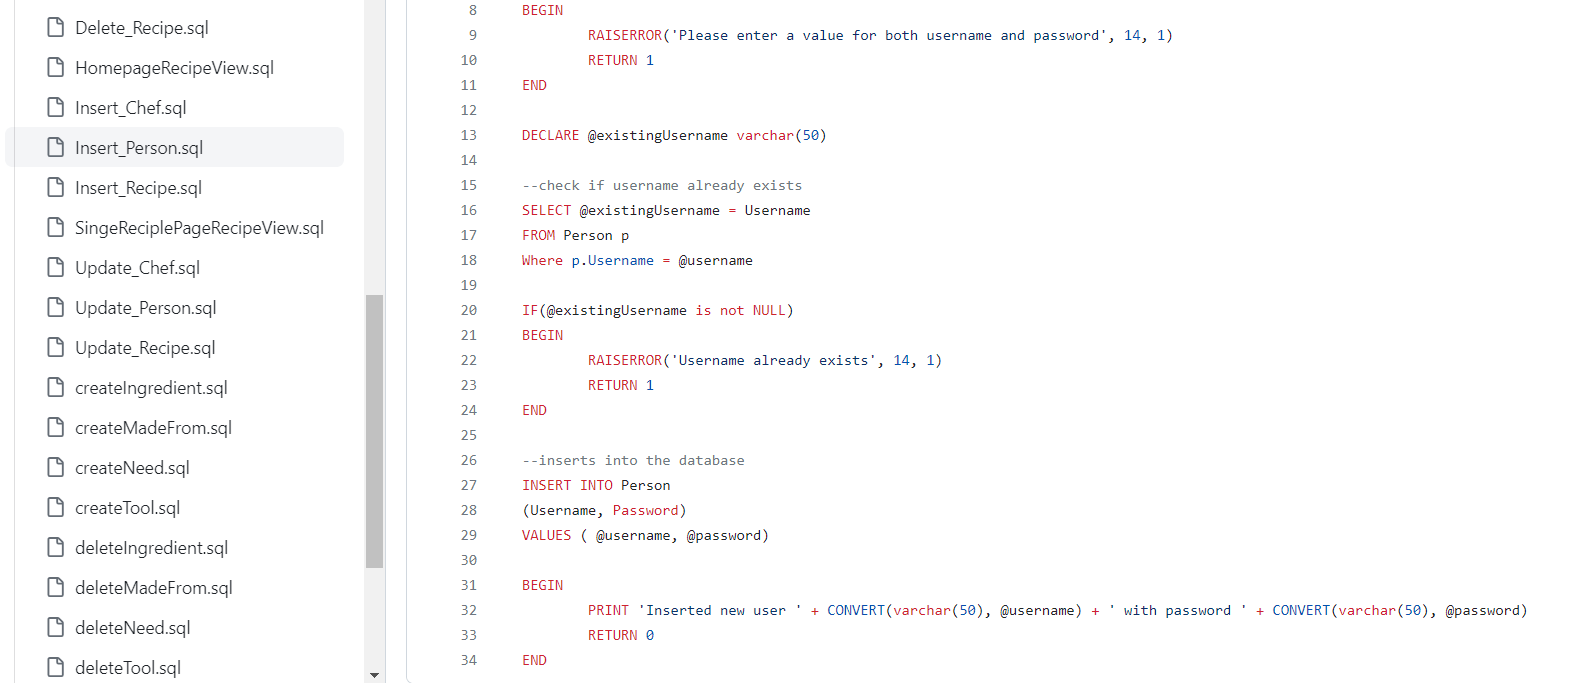 Delete_Recipe.sql
HomepageRecipeView.sql
Insert_Chef.sql
Insert_Person.sql
Insert_Recipe.sql
SingeReciplePageRecipeView.sql
Update_Chef.sql
Update_Person.sql
Update_Recipe.sql
createIngredient.sql
createMadeFrom.sql
createNeed.sql
createTool.sql
deleteIngredient.sql
deleteMadeFrom.sql
deleteNeed.sql
deleteTool.sql
8 BEGIN
9 RAISERROR('Please enter a value for both username and password', 14, 1)
10 RETURN 1
11 END
12
13 DECLARE @existingUsername varchar(50)
14
15 --check if username already exists
16 SELECT @existingUsername = Username
17 FROM Person p
18 Where p.Username = @username
19
20 IF(@existingUsername is not NULL)
21 BEGIN
22 RAISERROR('Username already exists', 14, 1)
23 RETURN 1
24 END
25
26 --inserts into the database
27 INSERT INTO Person
28 (Username, Password)
29 VALUES ( @username, @password)
30
31 BEGIN
32 PRINT 'Inserted new user ' + CONVERT(varchar(50), @username) + ' with password ' + CONVERT(varchar(50), @password)
33 RETURN 0
34 END